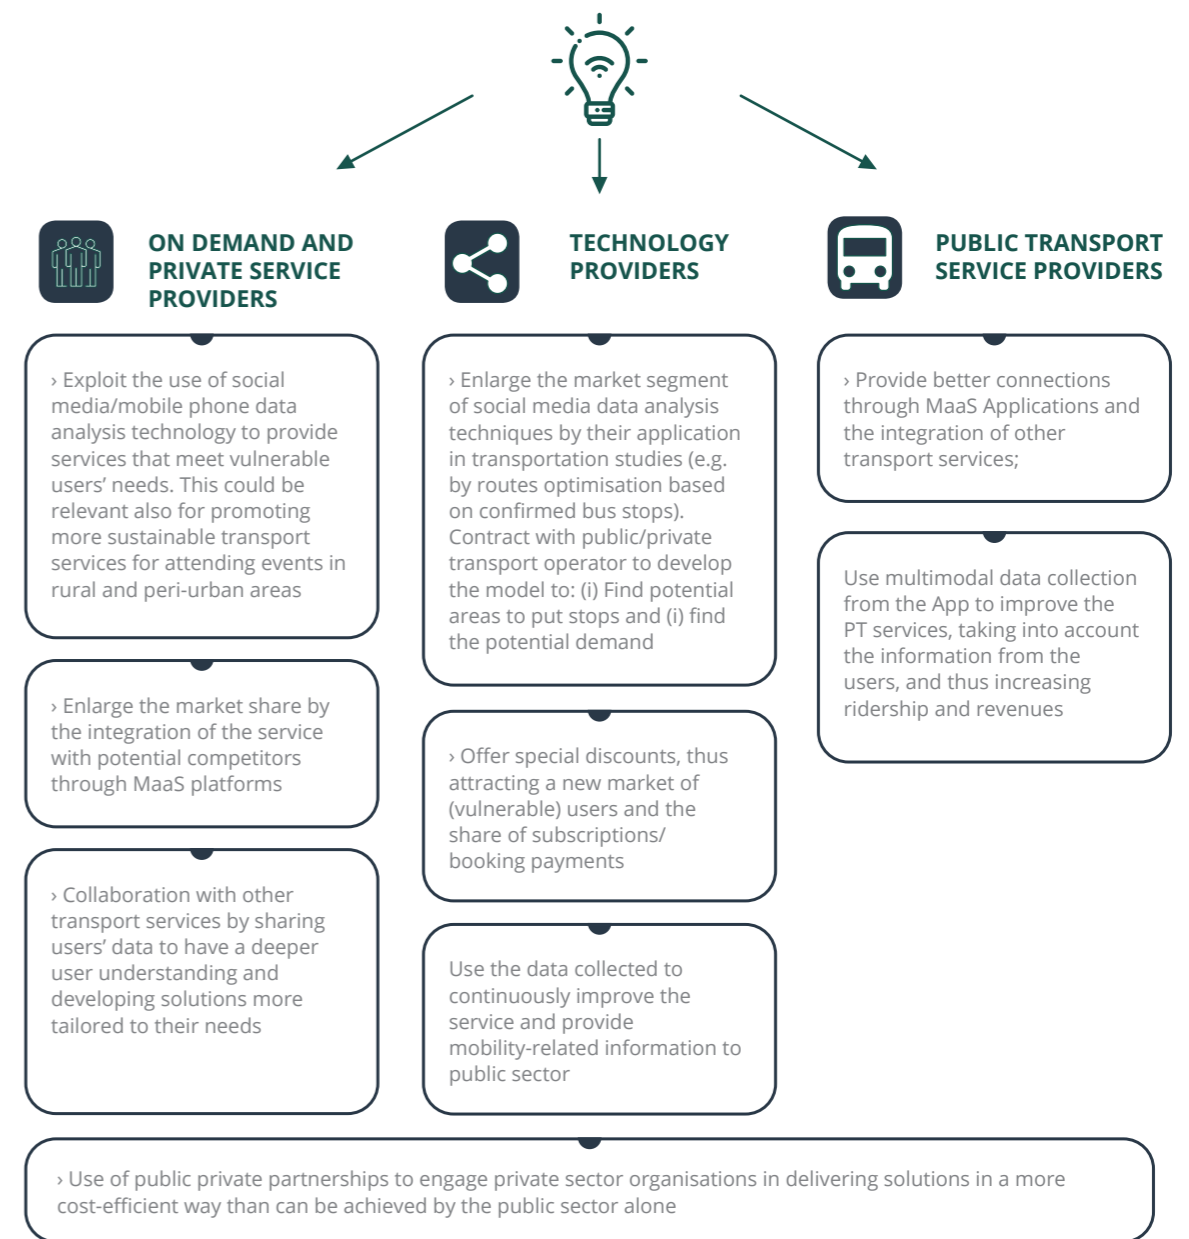 ON DEMAND AND
PRIVATE SERVICE
PROVIDERS
› Exploit the use of social
media/mobile phone data
analysis technology to provide
services that meet vulnerable
users’ needs. This could be
relevant also for promoting
more sustainable transport
services for attending events in
rural and peri-urban areas
› Enlarge the market share by
the integration of the service
with potential competitors
through MaaS platforms
› Collaboration with other
transport services by sharing
users’ data to have a deeper
user understanding and
developing solutions more
tailored to their needs
TECHNOLOGY
PROVIDERS
› Enlarge the market segment
of social media data analysis
techniques by their application
in transportation studies (e.g.
by routes optimisation based
on confirmed bus stops).
Contract with public/private
transport operator to develop
the model to: (i) Find potential
areas to put stops and (i) find
the potential demand
› Offer special discounts, thus
attracting a new market of
(vulnerable) users and the
share of subscriptions/
booking payments
Use the data collected to
continuously improve the
service and provide
mobility-related information to
public sector
PUBLIC TRANSPORT
SERVICE PROVIDERS
› Provide better connections
through MaaS Applications and
the integration of other
transport services;
Use multimodal data collection
from the App to improve the
PT services, taking into account
the information from the
users, and thus increasing
ridership and revenues
› Use of public private partnerships to engage private sector organisations in delivering solutions in a more
cost-efficient way than can be achieved by the public sector alone